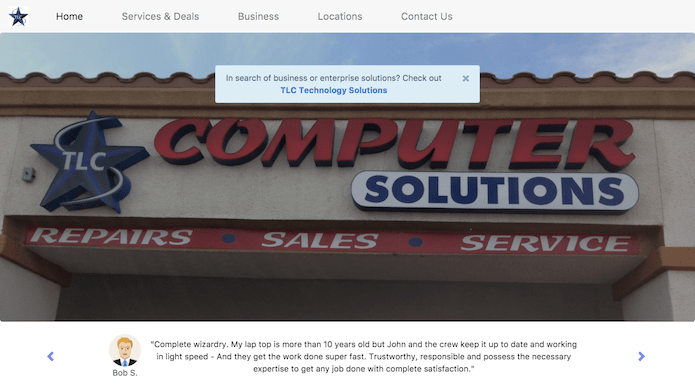 TLC
Home
Services & Deals
Business
Locations
Contact Us
In search of business or enterprise solutions? Check out
×
TLC Technology Solutions
TLC
COMPUTER
SOLUTIONS
REPAIRS • SALES • SERVICE
"Complete wizardry. My lap top is more than 10 years old but John and the crew keep it up to date and working
in light speed - And they get the work done super fast. Trustworthy, responsible and possess the necessary
expertise to get any job done with complete satisfaction."
Bob S.